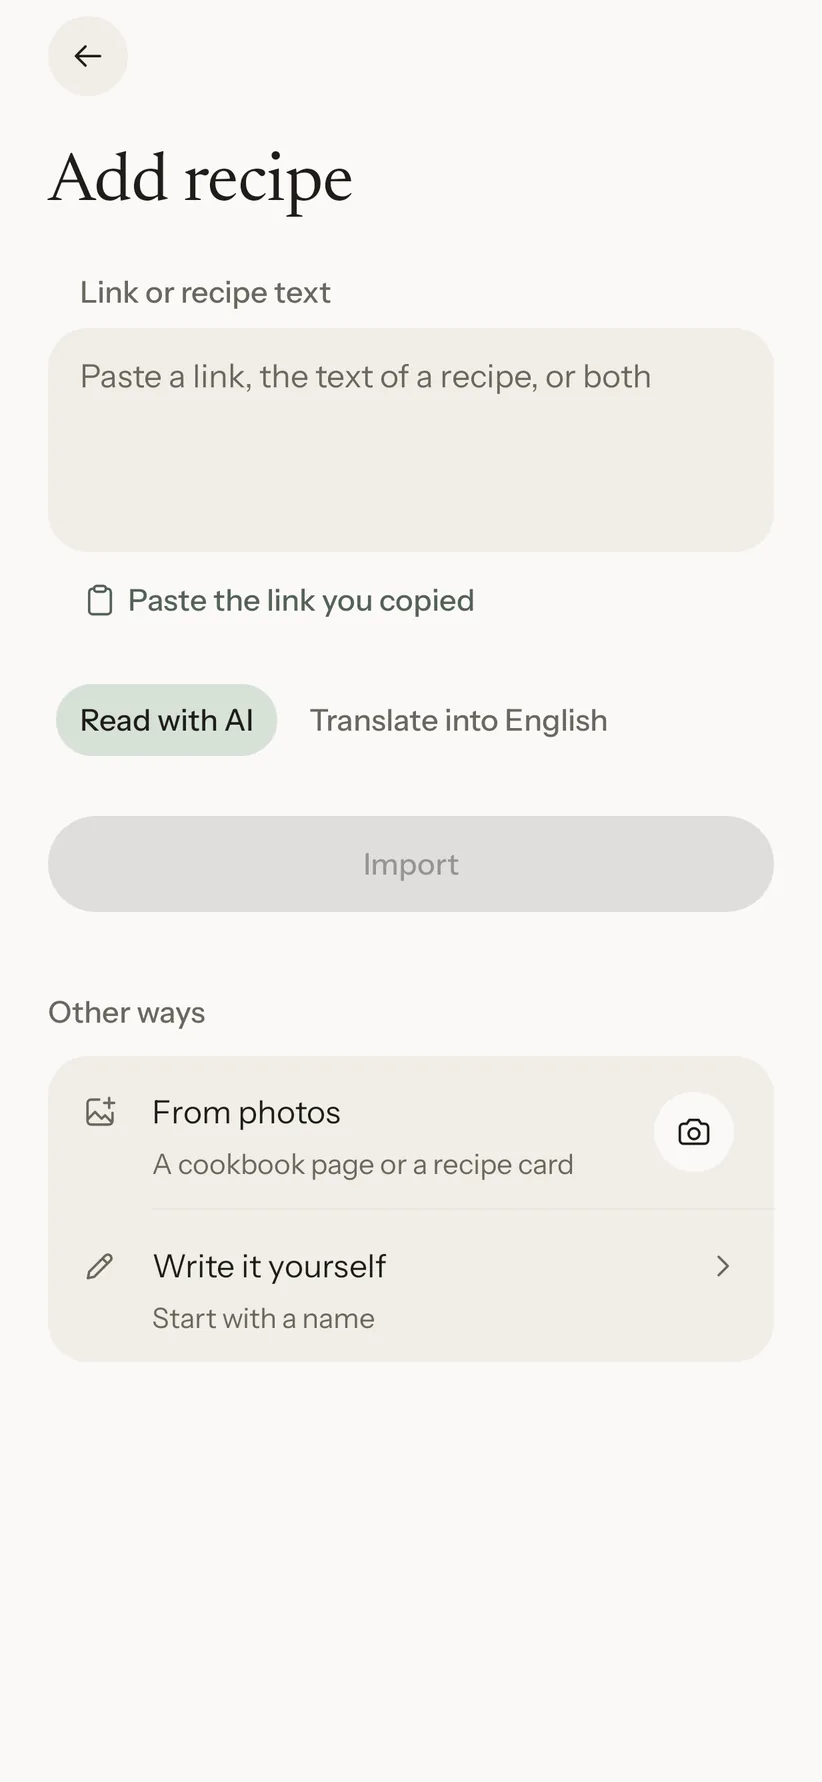 Add recipe
Link or recipe text
Paste a link, the text of a recipe, or both
Paste the link you copied
Read with AI
Translate into English
Import
Other ways
From photos
A cookbook page or a recipe card
Write it yourself
Start with a name